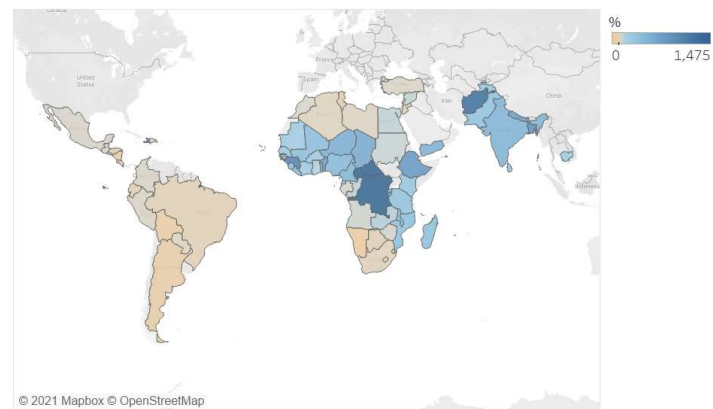 %
0 1,475
United
States
France
Spain
Iran
China
© 2021 Mapbox © OpenStreetMap